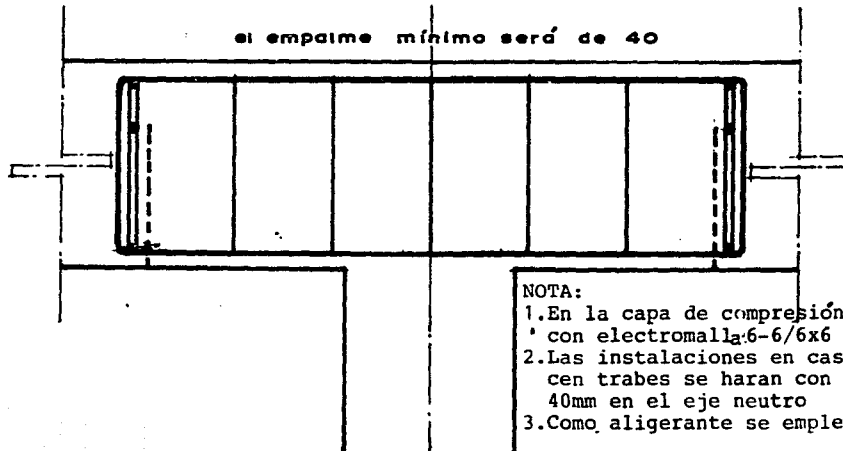 el empalme mínimo será de 40
NOTA:
1.En la capa de compresión
con electromalla 6-6/6x6
2.Las instalaciones en cas
cen trabes se haran con
40mm en el eje neutro
3.Como aligerante se emple